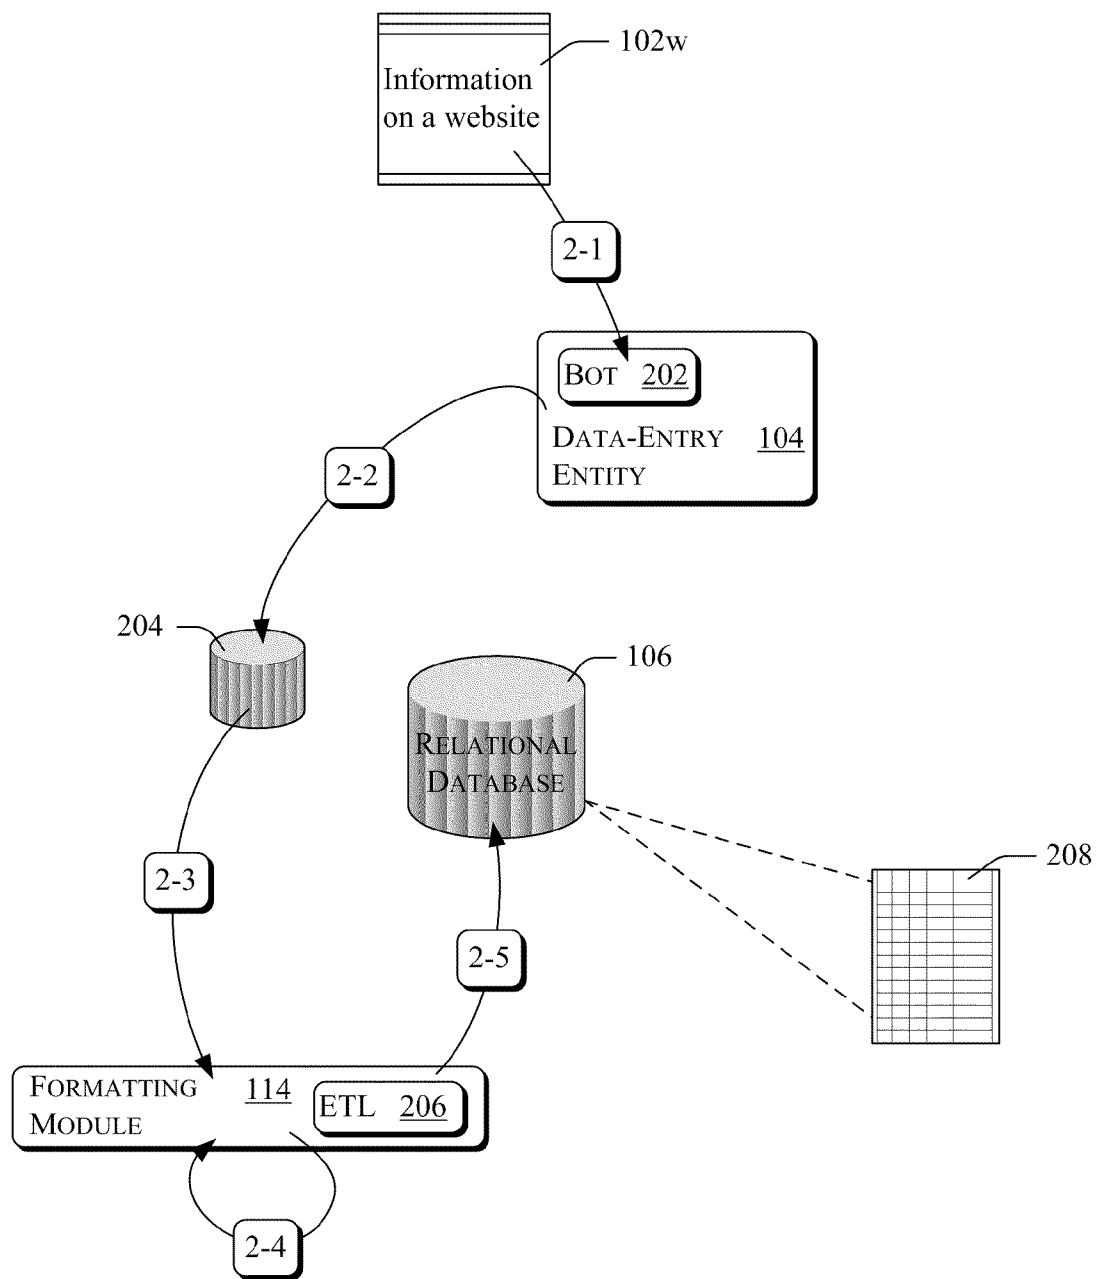 102w
Information
on a website
2-1
BOT 202
DATA-ENTRY 104
ENTITY
2-2
204
106
RELATIONAL
DATABASE
208
2-3
2-5
FORMATTING 114
MODULE
ETL 206
2-4